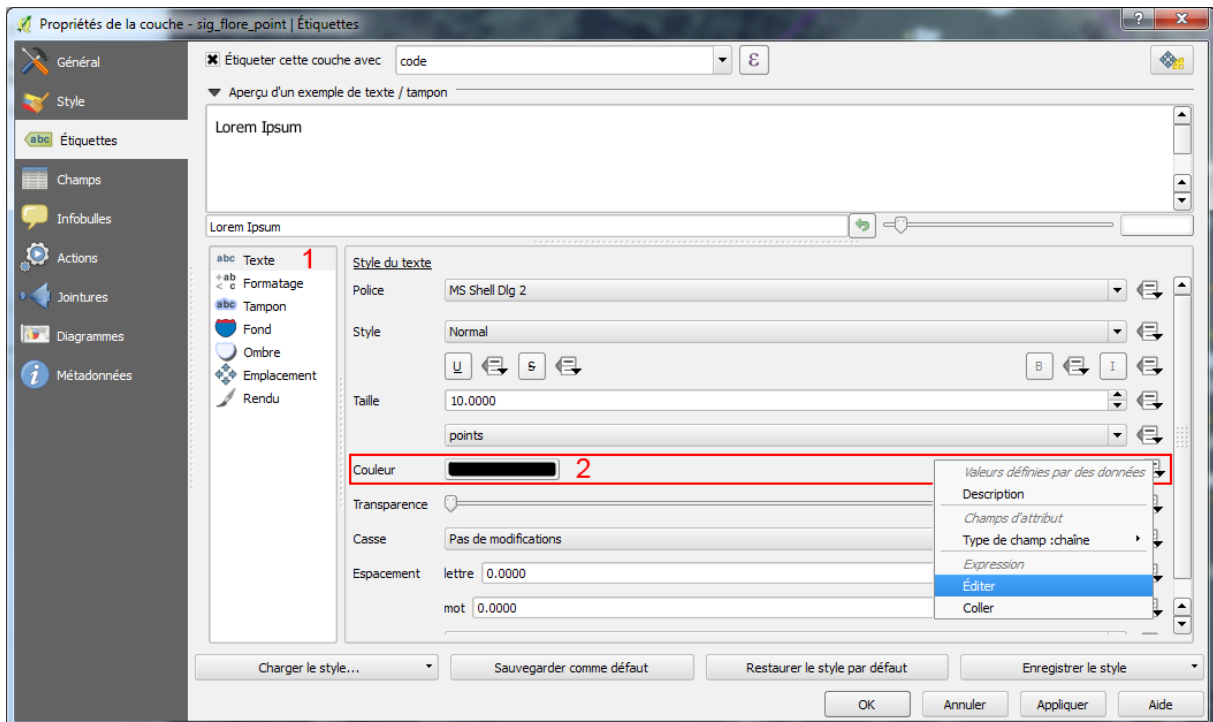 Propriétés de la couche - sig_flore_point | Étiquettes
Général
Style
Étiquettes
Champs
Infobulles
Actions
Jointures
Diagrammes
Métadonnées
Étiqueter cette couche avec code ε
Aperçu d'un exemple de texte / tampon
Lorem Ipsum
Lorem Ipsum
abc Texte 1
+ab < c Formatage
abc Tampon
Fond
Ombre
Emplacement
Rendu
Style du texte
Police MS Shell Dlg 2
Style Normal
U S B I
Taille 10.0000
points
Couleur 2
Transparence
Casse Pas de modifications
Espacement lettre 0.0000
mot 0.0000
Valeurs définies par des données
Description
Champs d'attribut
Type de champ :chaîne
Expression
Éditer
Coller
Charger le style... Sauvegarder comme défaut Restaurer le style par défaut Enregistrer le style
OK Annuler Appliquer Aide